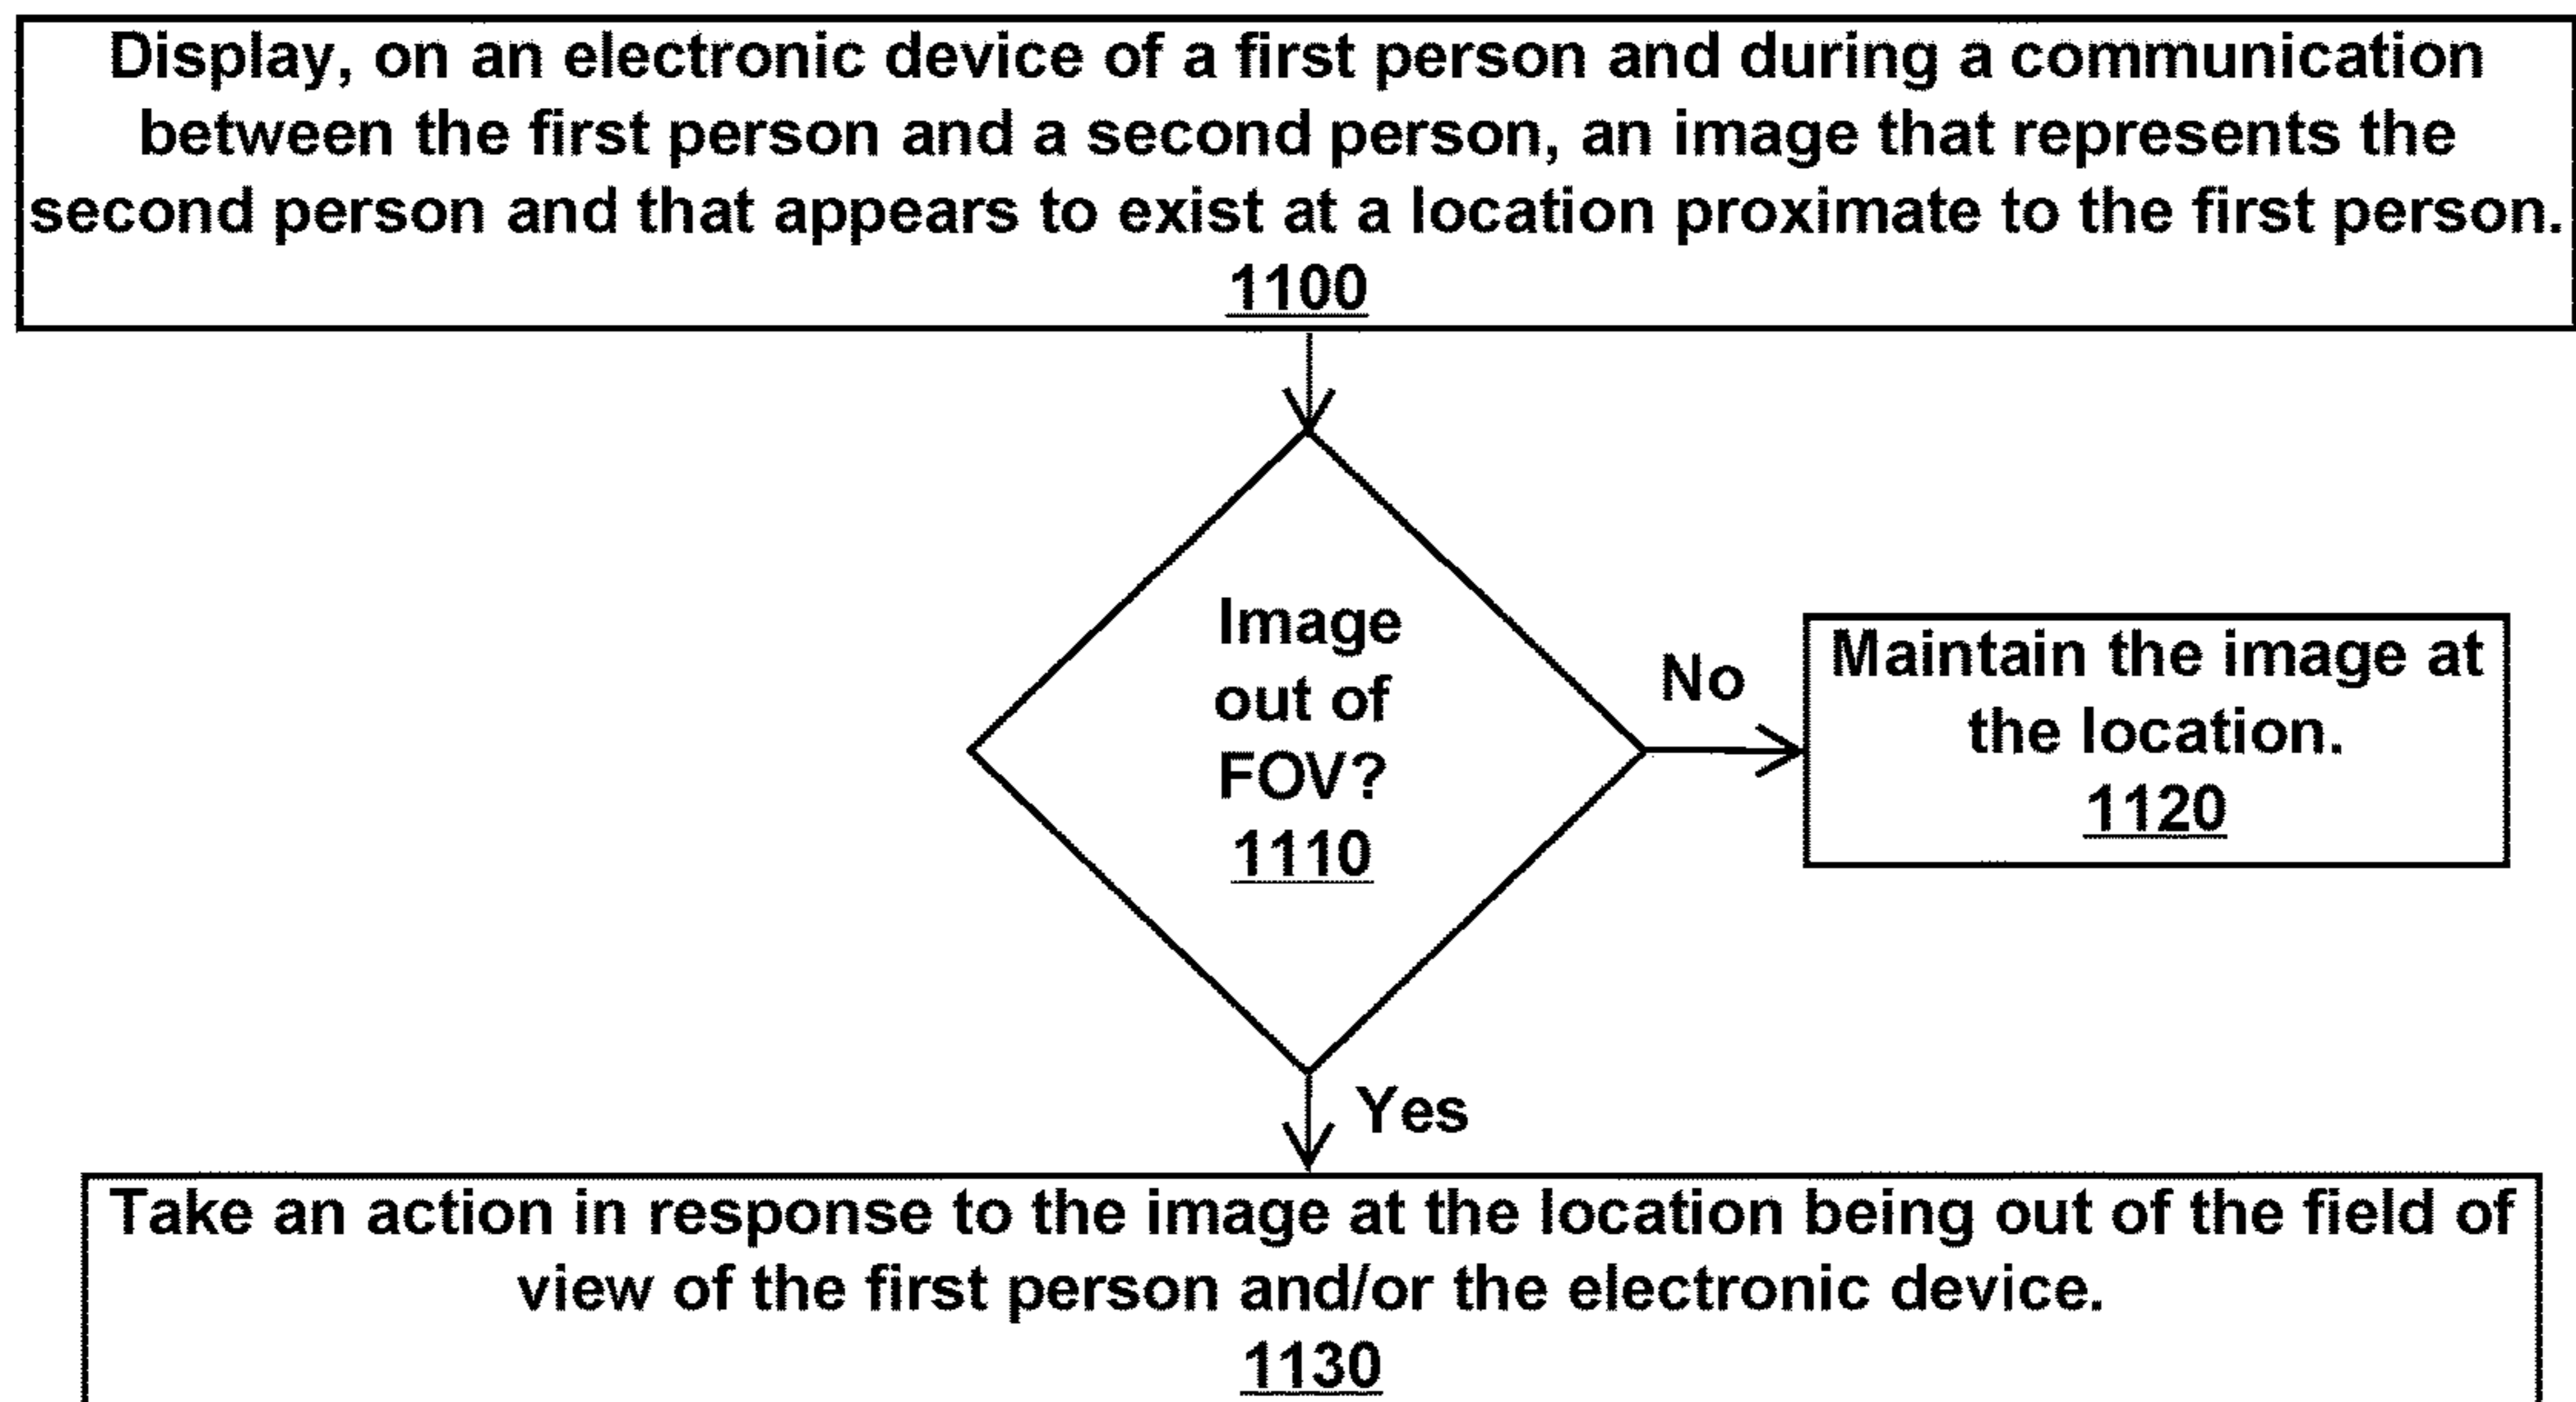 Display, on an electronic device of a first person and during a communication
between the first person and a second person, an image that represents the
second person and that appears to exist at a location proximate to the first person.
1100
Image
out of
FOV?
1110
No
Maintain the image at
the location.
1120
Yes
Take an action in response to the image at the location being out of the field of
view of the first person and/or the electronic device.
1130